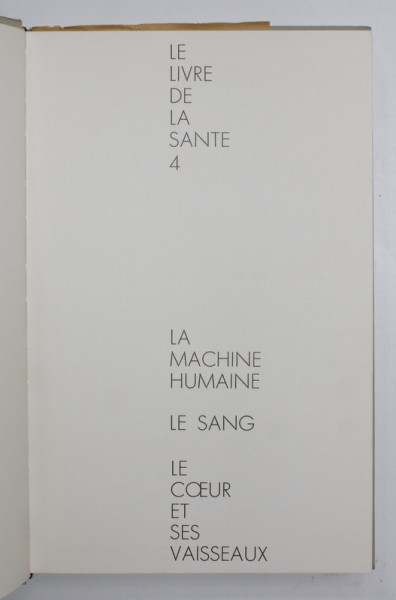 LE
LIVRE
DE
LA
SANTE
4
LA
MACHINE
HUMAINE
LE SANG
LE
CŒUR
ET
SES
VAISSEAUX